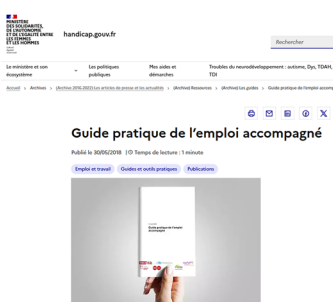 MINISTÈRE
DES SOLIDARITÉS,
DE L'AUTONOMIE
ET DE L'ÉGALITÉ ENTRE
LES FEMMES
ET LES HOMMES
handicap.gouv.fr
Rechercher
Le ministère et son écosystème
Les politiques publiques
Mes aides et démarches
Troubles du neurodéveloppement : autisme, Dys, TDAH, TDI
Accueil > Archives > [Archive 2016-2022] Les articles de presse et les actualités > [Archive] Ressources > [Archive] Les guides > Guide pratique de l'emploi accomp
Guide pratique de l'emploi accompagné
Publié le 30/05/2018 | Temps de lecture : 1 minute
Emploi et travail
Guides et outils pratiques
Publications
Guide pratique de l'emploi
accompagné